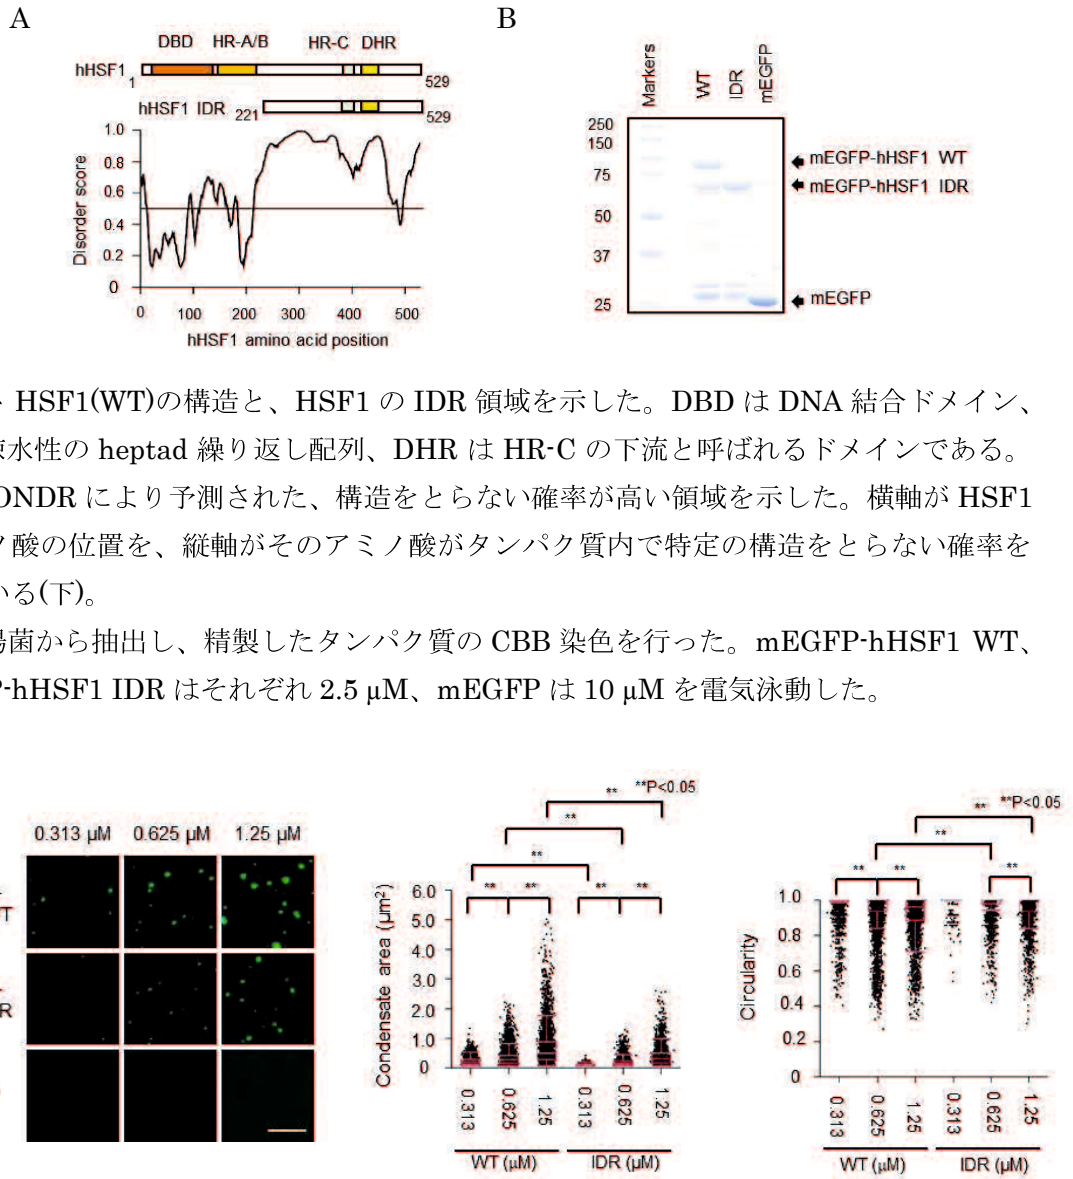 A
B
DBD HR-A/B HR-C DHR
hHSF1 1 529
hHSF1 IDR 221 529
Disorder score
1.0
0.8
0.6
0.4
0.2
0
0 100 200 300 400 500
hHSF1 amino acid position
Markers WT IDR mEGFP
250
150
75
50
37
25
mEGFP-hHSF1 WT
mEGFP-hHSF1 IDR
mEGFP
HSF1(WT)の構造と、HSF1 の IDR 領域を示した。DBD は DNA 結合ドメイン、
水性の heptad 繰り返し配列、DHR は HR-C の下流と呼ばれるドメインである。
ONDR により予測された、構造をとらない確率が高い領域を示した。横軸が HSF1
酸の位置を、縦軸がそのアミノ酸がタンパク質内で特定の構造をとらない確率を
いる(下)。
菌から抽出し、精製したタンパク質の CBB 染色を行った。mEGFP-hHSF1 WT、
P-hHSF1 IDR はそれぞれ 2.5 μM、mEGFP は 10 μM を電気泳動した。
0.313 μM 0.625 μM 1.25 μM
T
R
**P<0.05
**
**
**
** ** ** **
Condensate area (μm²)
6.0
5.0
4.0
3.0
2.0
1.0
0
0.313 0.625 1.25 0.313 0.625 1.25
WT (μM) IDR (μM)
**P<0.05
**
**
** ** **
Circularity
1.0
0.8
0.6
0.4
0.2
0
0.313 0.625 1.25 0.313 0.625 1.25
WT (μM) IDR (μM)